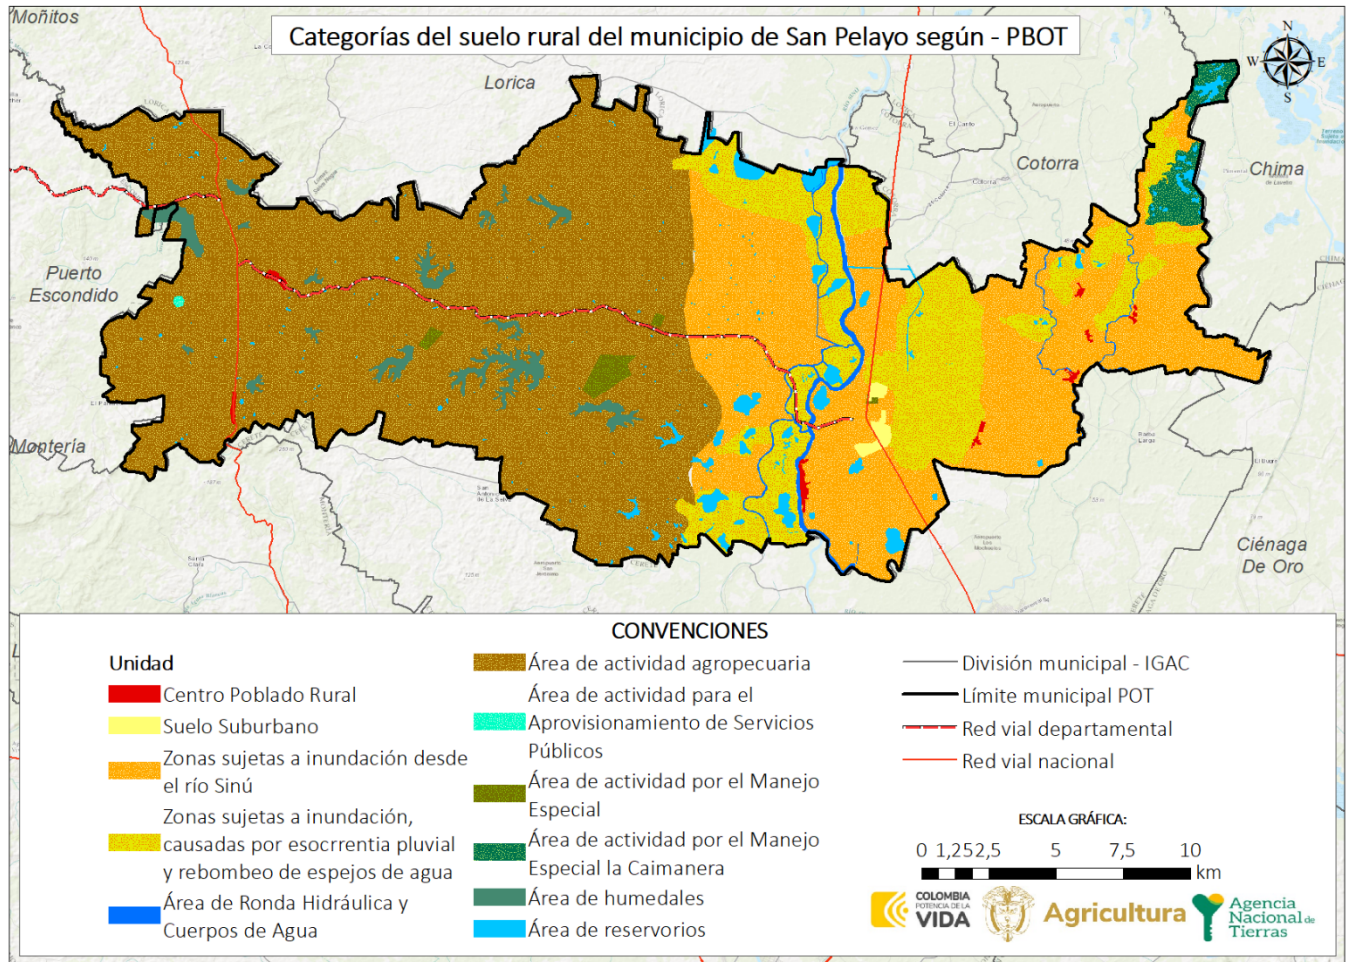 Categorías del suelo rural del municipio de San Pelayo según - PBOT
Moñitos
Lorica
N
W E
S
Cotorra
Chima
Puerto
Escondido
Montería
Ciénaga
De Oro
CONVENCIONES
Unidad
Centro Poblado Rural
Suelo Suburbano
Zonas sujetas a inundación desde
el río Sinú
Zonas sujetas a inundación,
causadas por esocrrentia pluvial
y rebombeo de espejos de agua
Área de Ronda Hidráulica y
Cuerpos de Agua
Área de actividad agropecuaria
Área de actividad para el
Aprovisionamiento de Servicios
Públicos
Área de actividad por el Manejo
Especial
Área de actividad por el Manejo
Especial la Caimanera
Área de humedales
Área de reservorios
División municipal - IGAC
Límite municipal POT
Red vial departamental
Red vial nacional
ESCALA GRÁFICA:
0 1,252,5 5 7,5 10
km
COLOMBIA
POTENCIA DE LA
VIDA
Agricultura
Agencia
Nacional de
Tierras